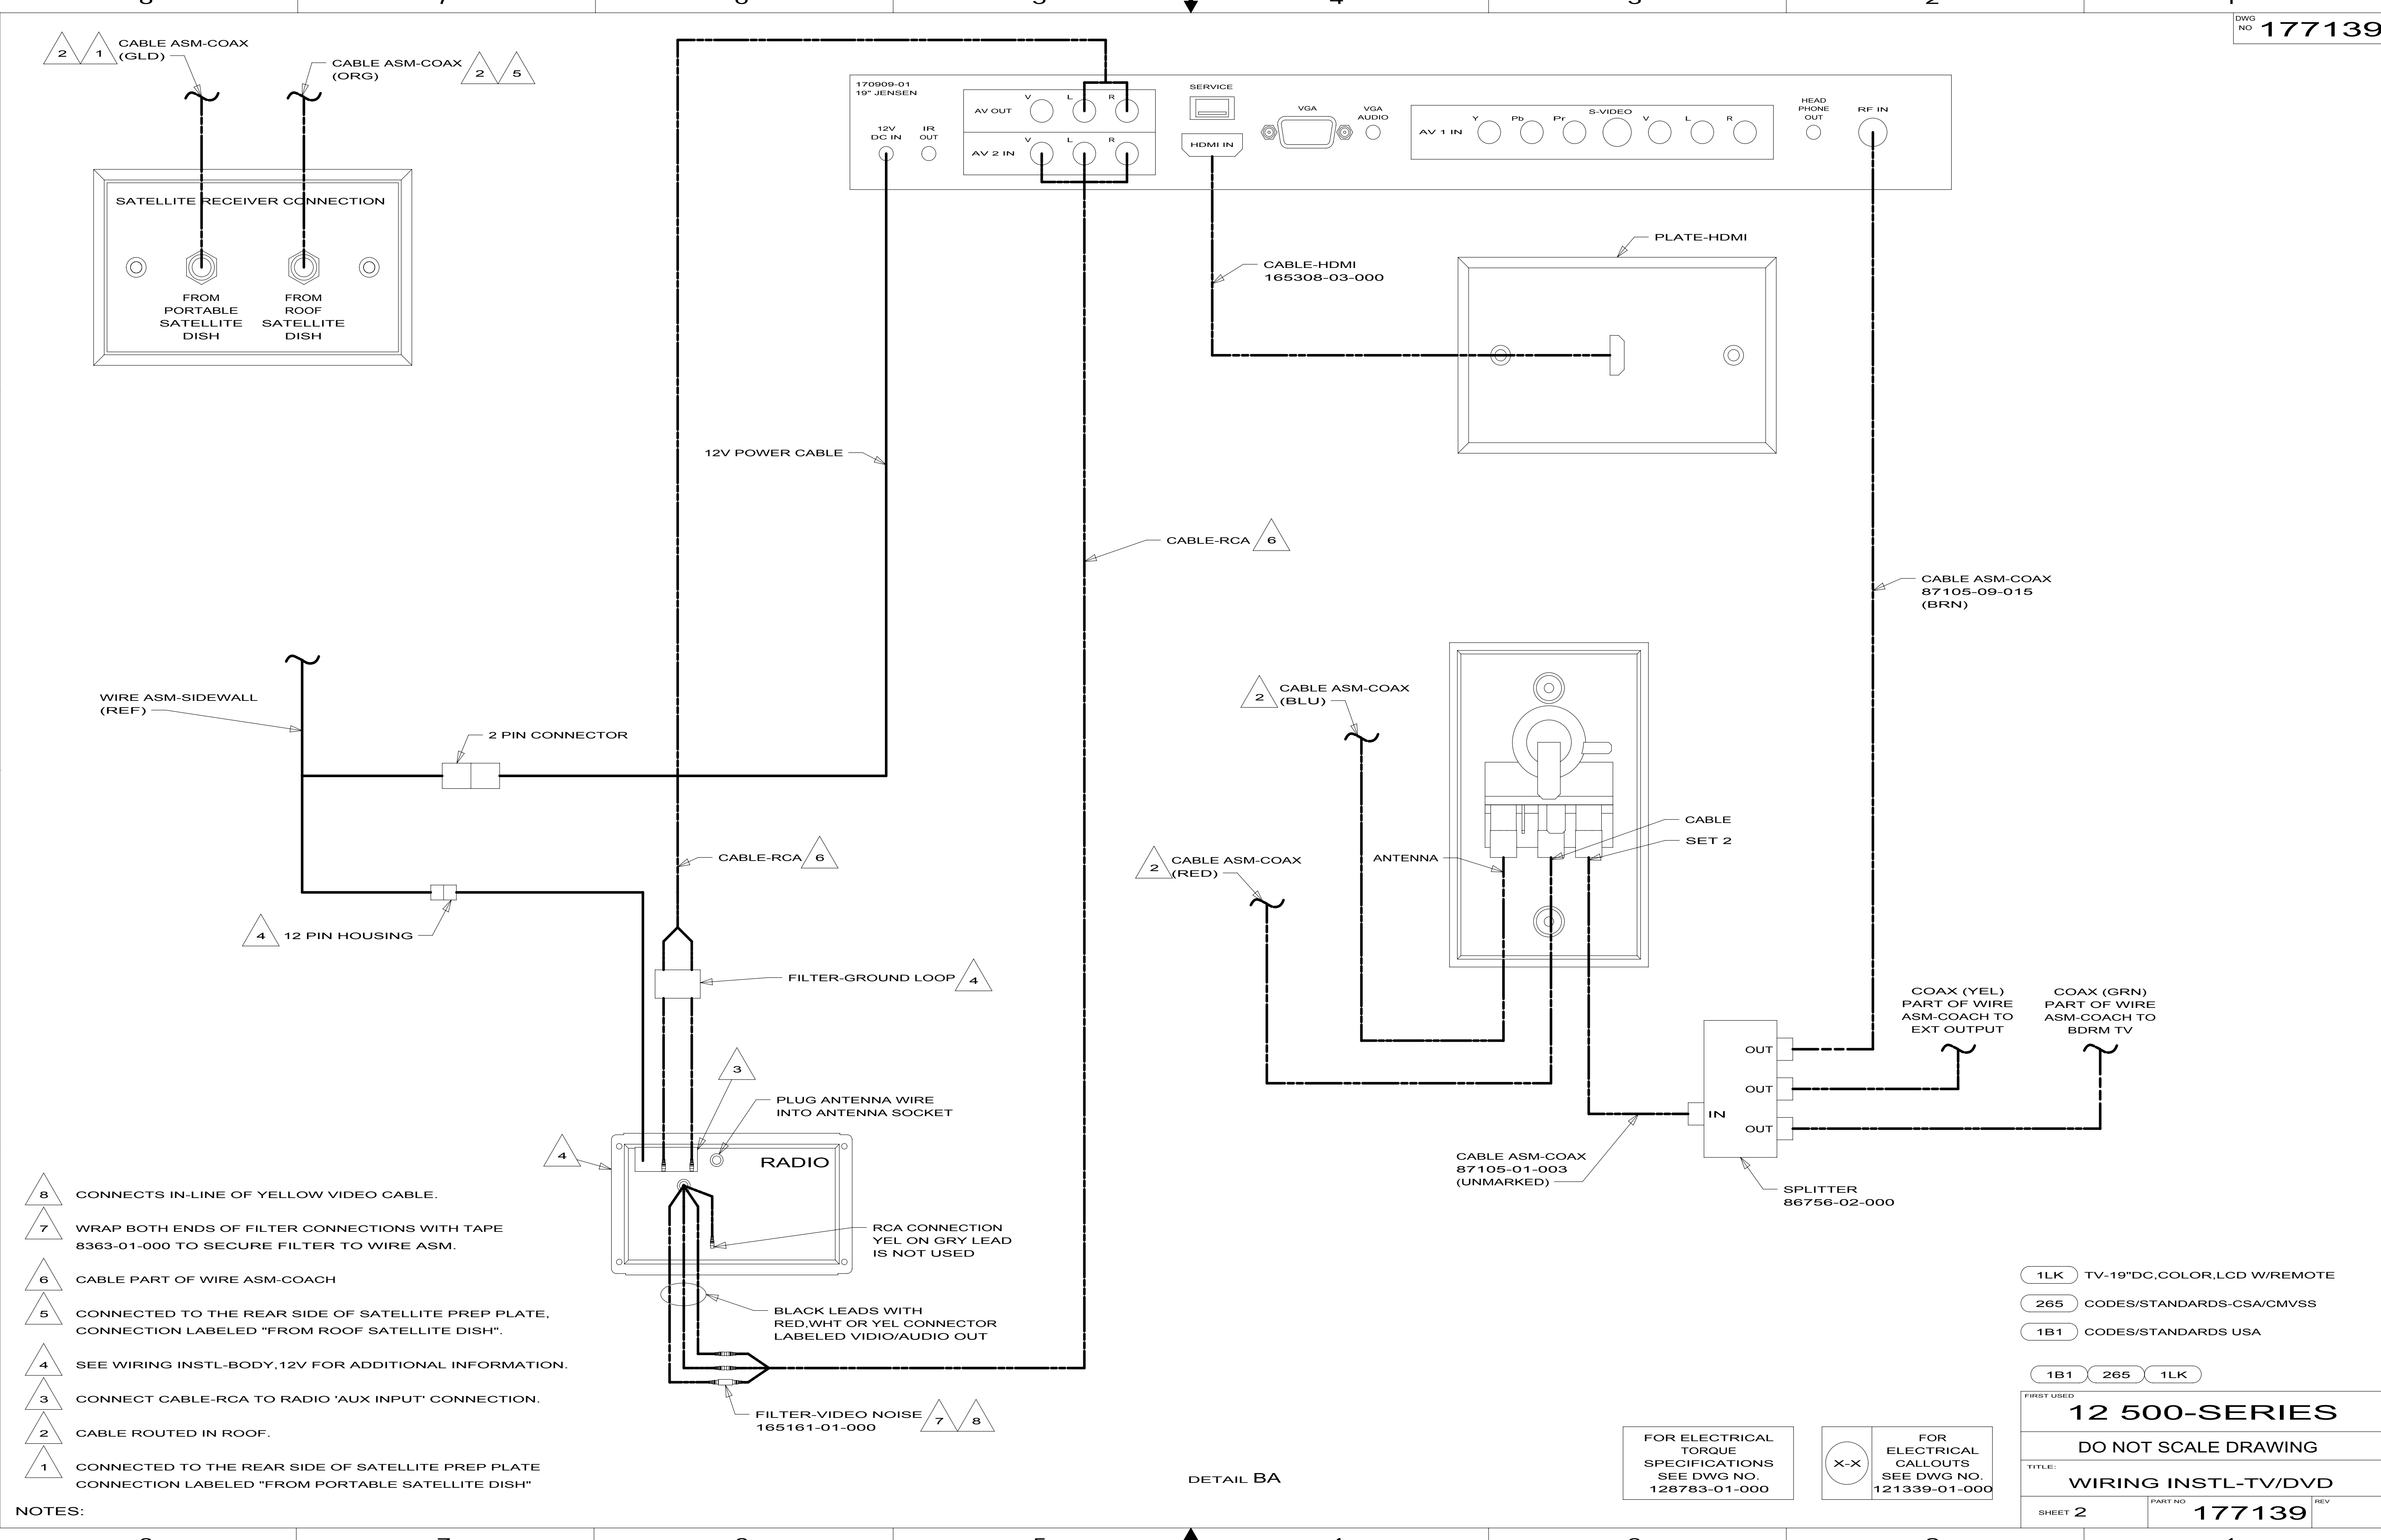 DWG
NO 177139
2 1 CABLE ASM-COAX
(GLD)
CABLE ASM-COAX 2 5
(ORG)
SATELLITE RECEIVER CONNECTION
FROM
PORTABLE
SATELLITE
DISH
FROM
ROOF
SATELLITE
DISH
170909-01
19" JENSEN
12V
DC IN
IR
OUT
AV OUT V L R
AV 2 IN V L R
SERVICE
HDMI IN
VGA
VGA
AUDIO
AV 1 IN Y Pb Pr S-VIDEO V L R
HEAD
PHONE
OUT
RF IN
PLATE-HDMI
CABLE-HDMI
165308-03-000
12V POWER CABLE
CABLE-RCA 6
CABLE ASM-COAX
87105-09-015
(BRN)
WIRE ASM-SIDEWALL
(REF)
2 PIN CONNECTOR
2 CABLE ASM-COAX
(BLU)
CABLE
SET 2
ANTENNA
2 CABLE ASM-COAX
(RED)
CABLE-RCA 6
4 12 PIN HOUSING
FILTER-GROUND LOOP 4
COAX (YEL)
PART OF WIRE
ASM-COACH TO
EXT OUTPUT
COAX (GRN)
PART OF WIRE
ASM-COACH TO
BDRM TV
OUT
OUT
OUT
IN
3
PLUG ANTENNA WIRE
INTO ANTENNA SOCKET
4
RADIO
CABLE ASM-COAX
87105-01-003
(UNMARKED)
SPLITTER
86756-02-000
RCA CONNECTION
YEL ON GRY LEAD
IS NOT USED
BLACK LEADS WITH
RED,WHT OR YEL CONNECTOR
LABELED VIDIO/AUDIO OUT
FILTER-VIDEO NOISE 7 8
165161-01-000
8 CONNECTS IN-LINE OF YELLOW VIDEO CABLE.
7 WRAP BOTH ENDS OF FILTER CONNECTIONS WITH TAPE
8363-01-000 TO SECURE FILTER TO WIRE ASM.
6 CABLE PART OF WIRE ASM-COACH
5 CONNECTED TO THE REAR SIDE OF SATELLITE PREP PLATE,
CONNECTION LABELED "FROM ROOF SATELLITE DISH".
4 SEE WIRING INSTL-BODY,12V FOR ADDITIONAL INFORMATION.
3 CONNECT CABLE-RCA TO RADIO 'AUX INPUT' CONNECTION.
2 CABLE ROUTED IN ROOF.
1 CONNECTED TO THE REAR SIDE OF SATELLITE PREP PLATE
CONNECTION LABELED "FROM PORTABLE SATELLITE DISH"
NOTES:
DETAIL BA
FOR ELECTRICAL
TORQUE
SPECIFICATIONS
SEE DWG NO.
128783-01-000
X-X
FOR
ELECTRICAL
CALLOUTS
SEE DWG NO.
121339-01-000
1LK TV-19"DC,COLOR,LCD W/REMOTE
265 CODES/STANDARDS-CSA/CMVSS
1B1 CODES/STANDARDS USA
1B1 265 1LK
FIRST USED
12 500-SERIES
DO NOT SCALE DRAWING
TITLE:
WIRING INSTL-TV/DVD
SHEET 2
PART NO 177139
REV